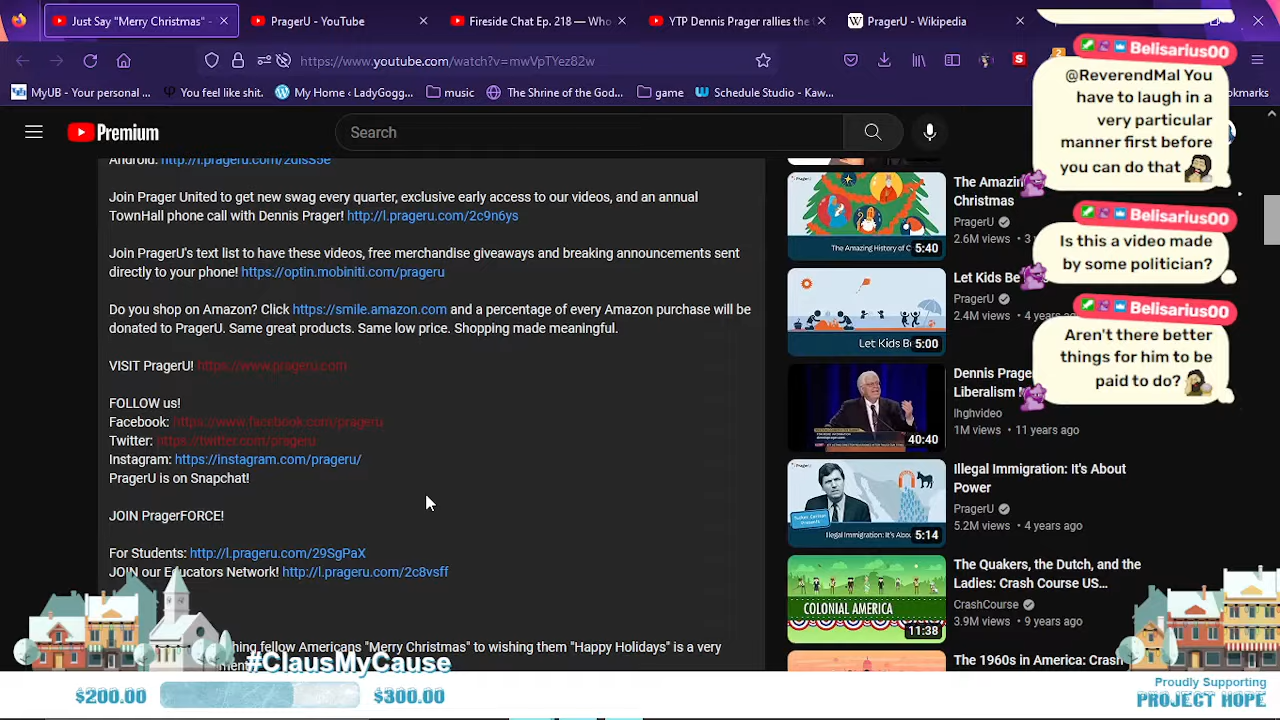 Just Say "Merry Christmas" -
PragerU - YouTube
Fireside Chat Ep. 218 — Who
YTP Dennis Prager rallies the
PragerU - Wikipedia
MyUB - Your personal ...
You feel like shit.
My Home - Lac
music
Shrine of the God...
game
Schedule Studio - Kaw...
okmarks
Premium
Search
Android: http://l.prageru.com/2dlsS5e
Join Prager United to get new swag every quarter, exclusive early access to our videos, and an annual
TownHall phone call with Dennis Prager! http://l.prageru.com/2c9n6ys
Join PragerU's text list to have these videos, free merchandise giveaways and breaking announcements sent
directly to your phone! https://optin.mobiniti.com/prageru
Do you shop on Amazon? Click https://smile.amazon.com and a percentage of every Amazon purchase will be
donated to PragerU. Same great products. Same low price. Shopping made meaningful.
VISIT PragerU! https://www.prageru.com
FOLLOW us!
Facebook: https://www.facebook.com/prageru
Twitter: https://twitter.com/prageru
Instagram: https://instagram.com/prageru/
PragerU is on Snapchat!
JOIN PragerFORCE!
For Students: http://l.prageru.com/29SgPaX
JOIN our Educators Network! http://l.prageru.com/2c8vsff
hing fellow Americans "Merry Christmas" to wishing them "Happy Holidays" is a very
The Amazing History of C
5:40
The Amazin
Christmas
PragerU
2.6M views
Let Kids Be
5:00
Let Kids Be
PragerU
2.4M views • 4 years
40:40
Dennis Prage
Liberalism
lhghvideo
1M views • 11 years ago
Tucker Carlson
Presents
Illegal Immigration: It's Abou
5:14
Illegal Immigration: It's About
Power
PragerU
5.2M views • 4 years ago
COLONIAL AMERICA
11:38
The Quakers, the Dutch, and the
Ladies: Crash Course US...
CrashCourse
3.9M views • 9 years ago
The 1960s in America: Crash
Belisarius00
@ReverendMal You
have to laugh in a
very particular
manner first before
you can do that
Belisarius00
Is this a video made
by some politician?
Belisarius00
Aren't there better
things for him to be
paid to do?
#ClausMyCause
$200.00
$300.00
Proudly Supporting
PROJECT HOPE